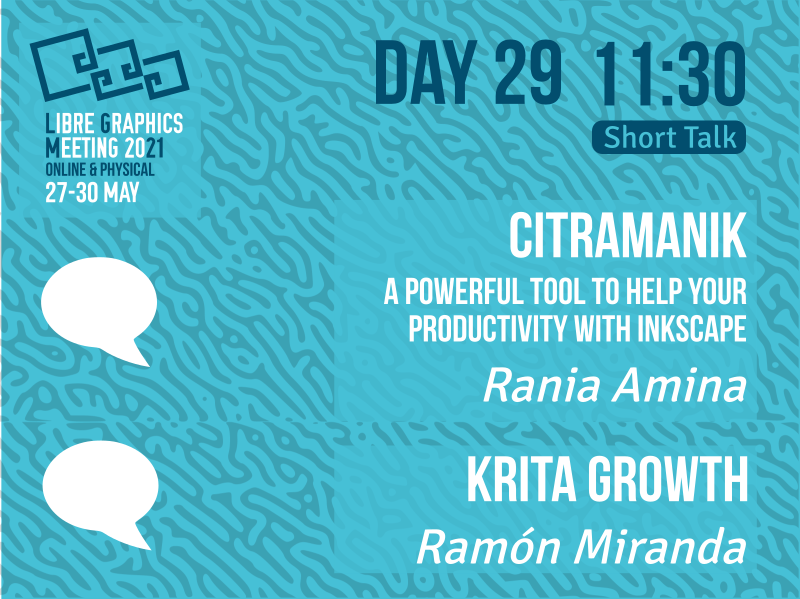 LIBRE GRAPHICS
MEETING 2021
ONLINE & PHYSICAL
27-30 MAY
DAY 29 11:30
Short Talk
CITRAMANIK
A POWERFUL TOOL TO HELP YOUR
PRODUCTIVITY WITH INKSCAPE
Rania Amina
KRITA GROWTH
Ramón Miranda